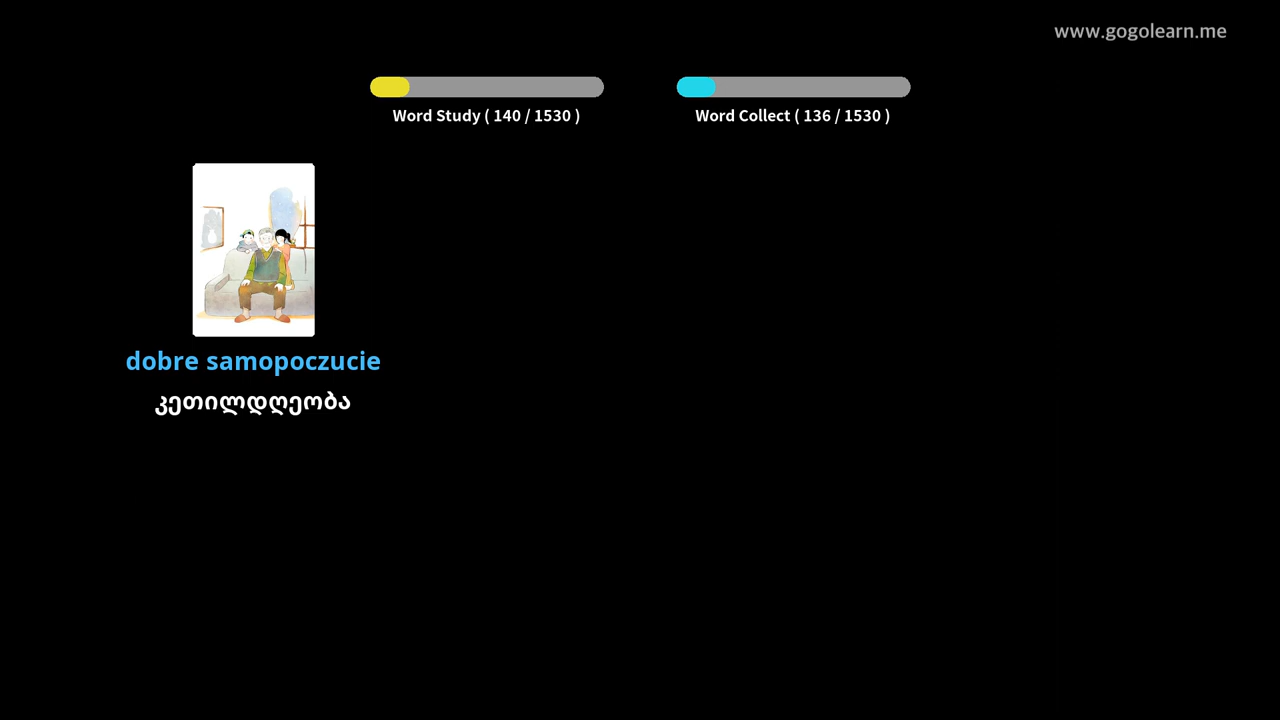 www.gogolearn.me
Word Study ( 140 / 1530 )
Word Collect ( 136 / 1530 )
dobre samopoczucie
კეთილდღეობა